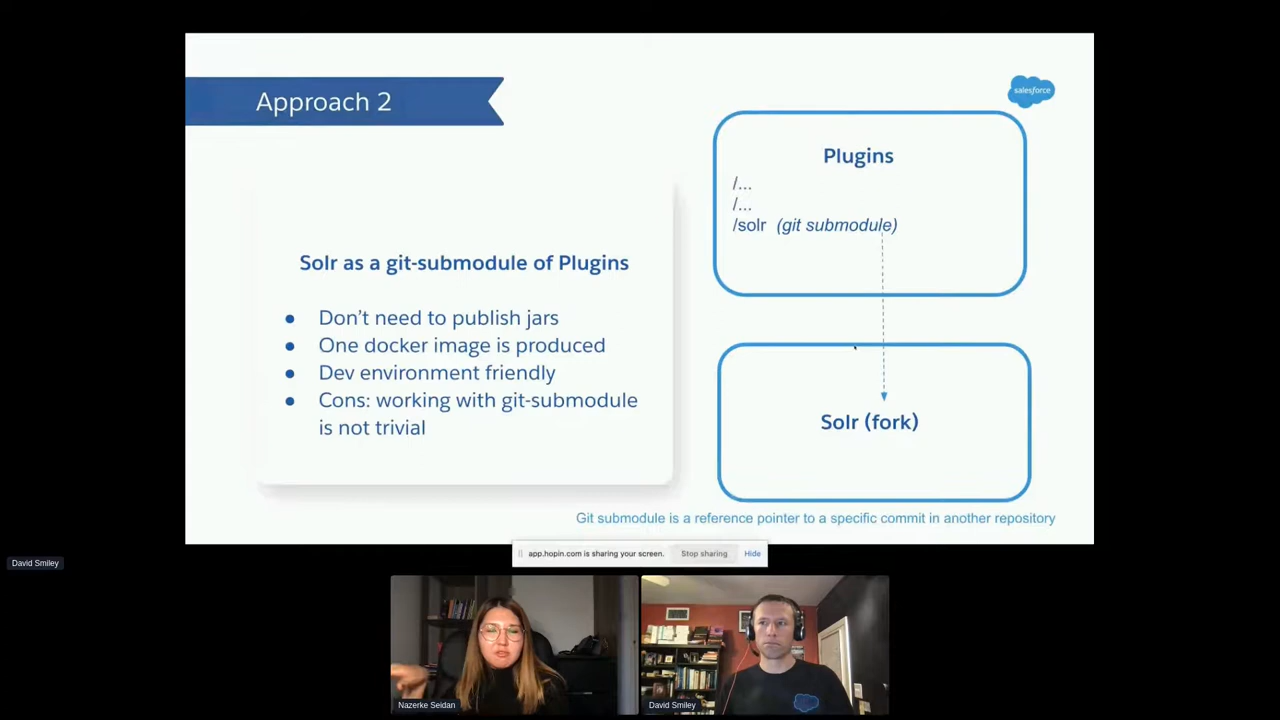 Approach 2
salesforce
Plugins
/...
/...
/solr (git submodule)
Solr as a git-submodule of Plugins
● Don't need to publish jars
● One docker image is produced
● Dev environment friendly
● Cons: working with git-submodule
is not trivial
Solr (fork)
Git submodule is a reference pointer to a specific commit in another repository
app.hopin.com is sharing your screen.
Stop sharing
Hide
David Smiley
Nazerke Seidan
David Smiley